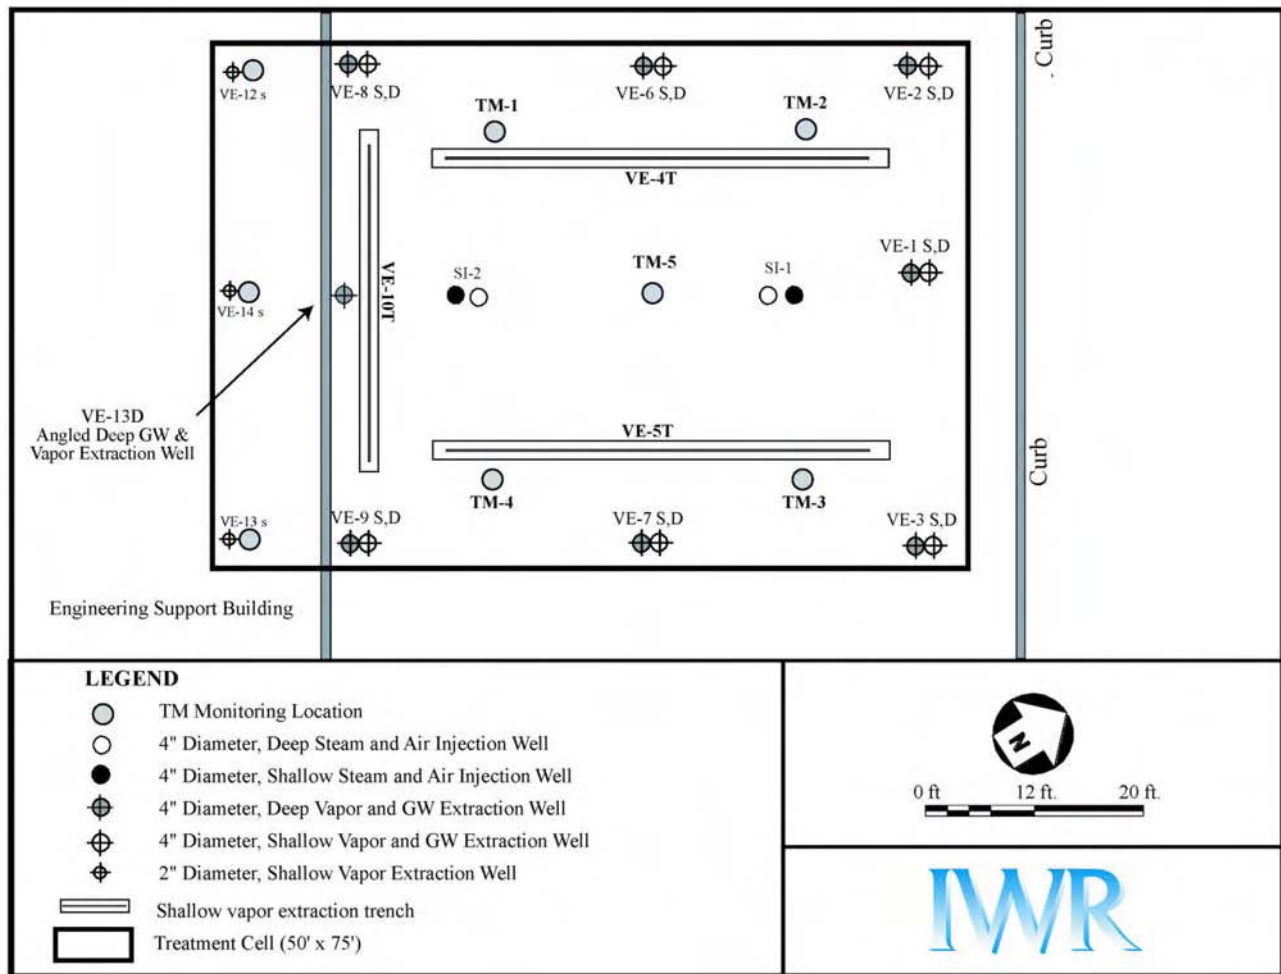 Curb
VE-12 s
VE-8 S,D
VE-6 S,D
VE-2 S,D
TM-1
TM-2
VE-4T
VE-1 S,D
VE-10T
SI-2
TM-5
SI-1
VE-14 s
VE-13D
Angled Deep GW &
Vapor Extraction Well
VE-5T
Curb
TM-4
TM-3
VE-13 s
VE-9 S,D
VE-7 S,D
VE-3 S,D
Engineering Support Building
LEGEND
TM Monitoring Location
4" Diameter, Deep Steam and Air Injection Well
4" Diameter, Shallow Steam and Air Injection Well
4" Diameter, Deep Vapor and GW Extraction Well
4" Diameter, Shallow Vapor and GW Extraction Well
2" Diameter, Shallow Vapor Extraction Well
Shallow vapor extraction trench
Treatment Cell (50' x 75')
N
0 ft 12 ft. 20 ft.
IWR